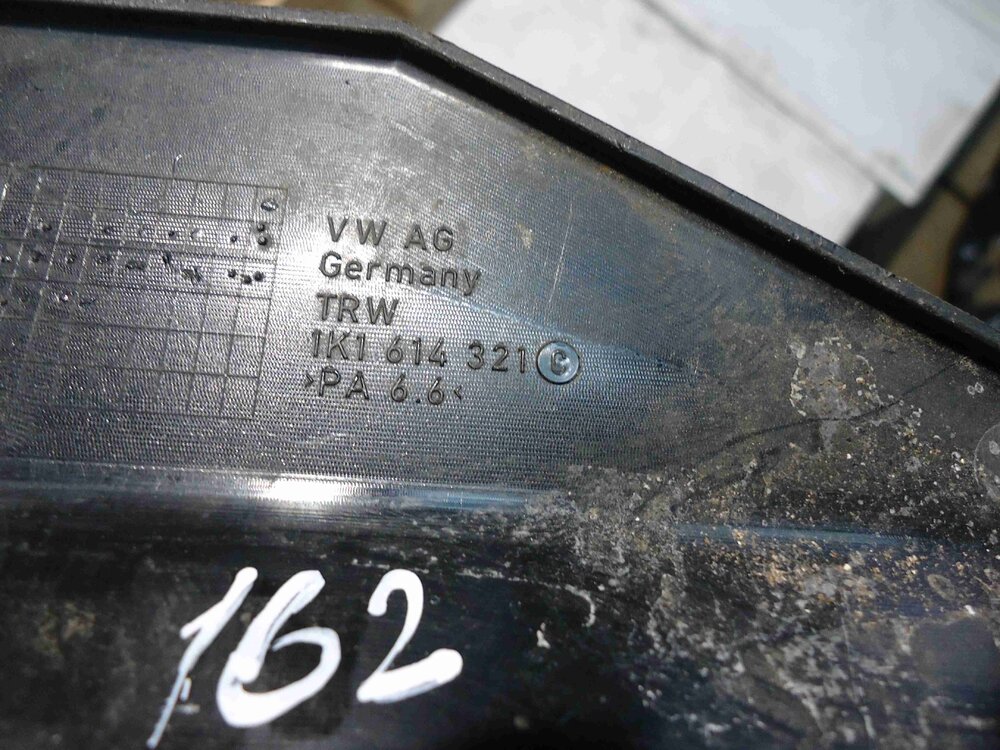 VW AG
Germany
TRW
1K1 614 321 C
>PA 6.6<
162